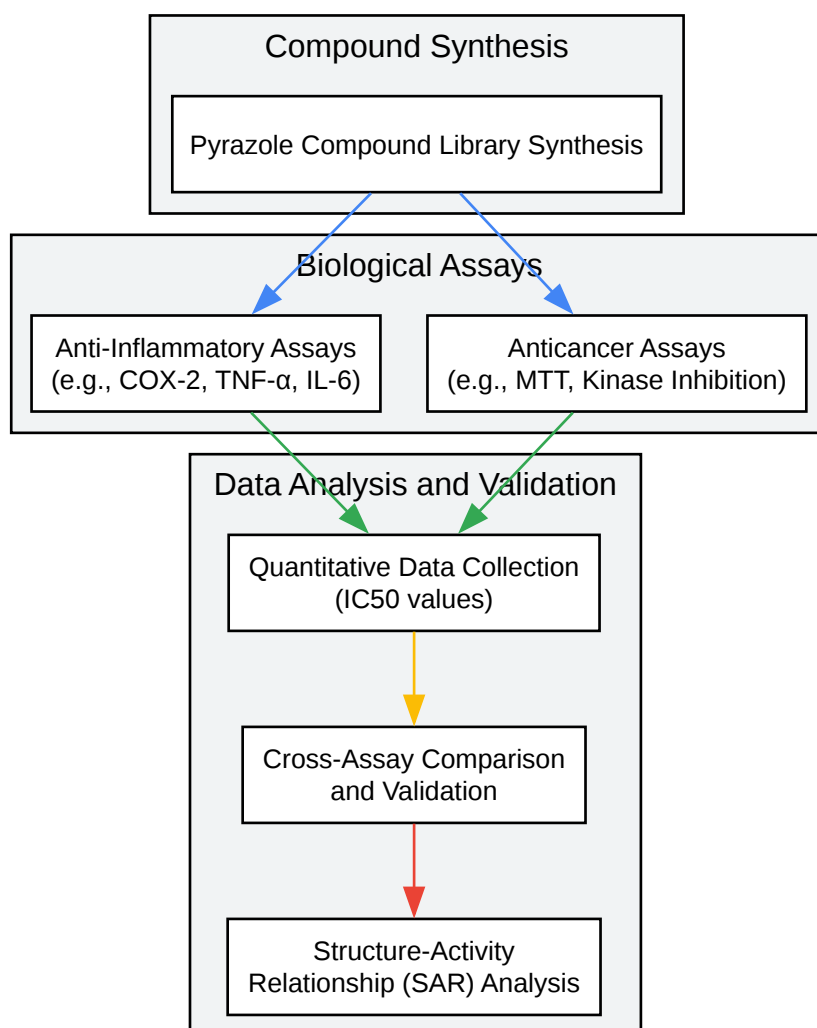 Compound Synthesis
Pyrazole Compound Library Synthesis
Biological Assays
Anti-Inflammatory Assays
(e.g., COX-2, TNF-α, IL-6)
Anticancer Assays
(e.g., MTT, Kinase Inhibition)
Data Analysis and Validation
Quantitative Data Collection
(IC50 values)
Cross-Assay Comparison
and Validation
Structure-Activity
Relationship (SAR) Analysis